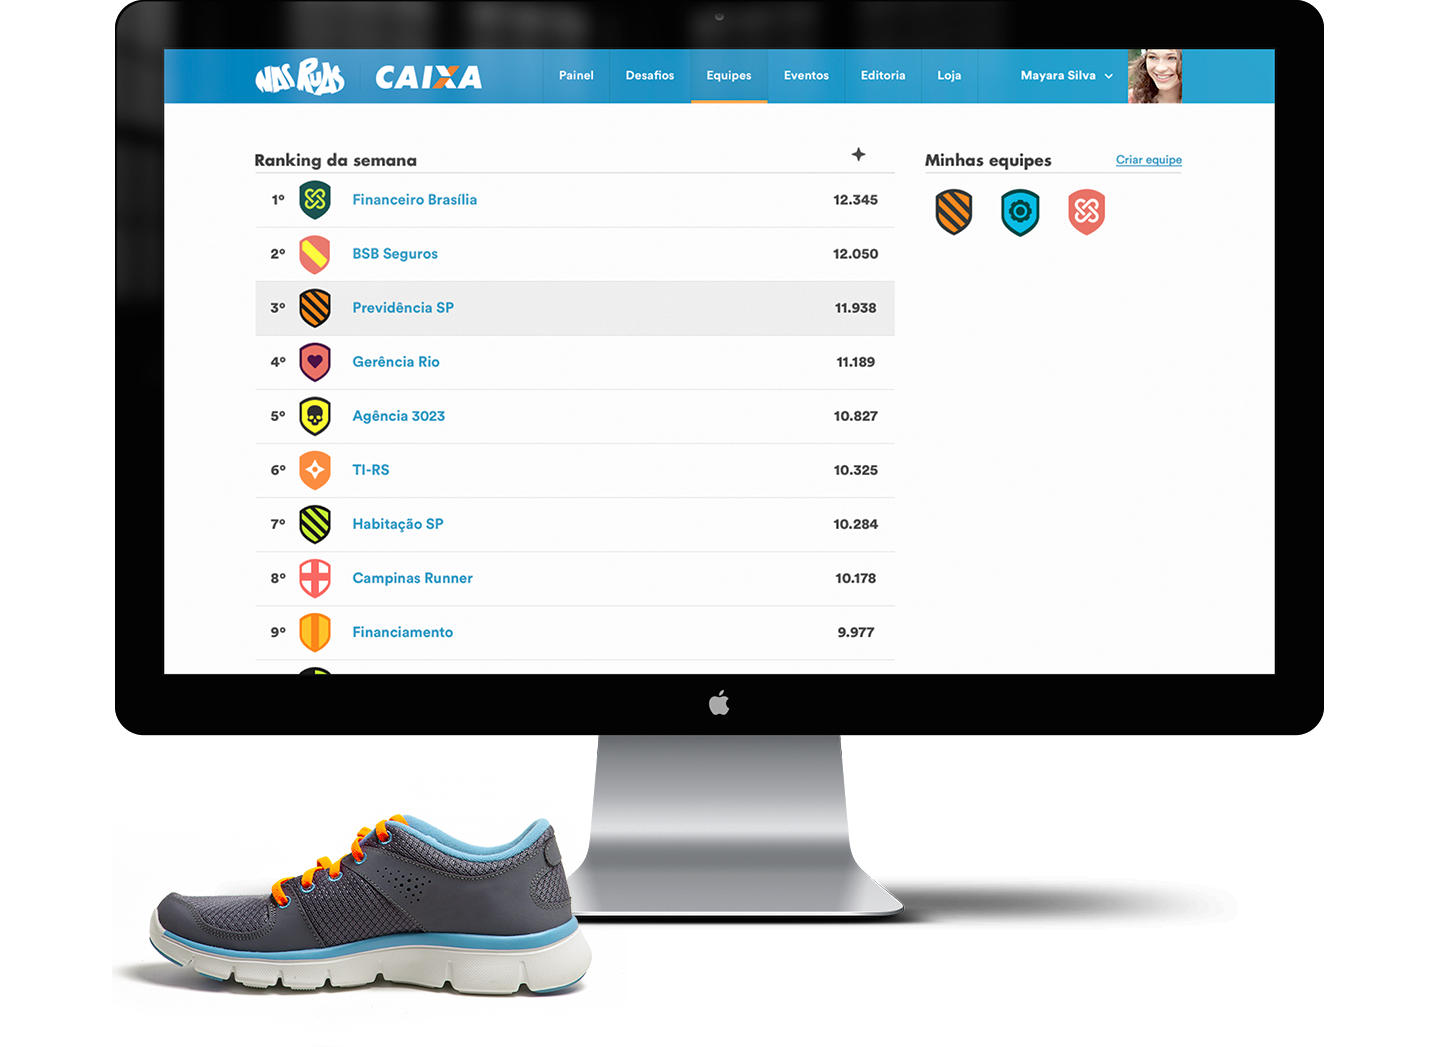 NAS RUAS CAIXA Painel Desafios Equipes Eventos Editoria Loja Mayara Silva
Ranking da semana
1º Financeiro Brasília 12.345
2º BSB Seguros 12.050
3º Previdência SP 11.938
4º Gerência Rio 11.189
5º Agência 3023 10.827
6º TI-RS 10.325
7º Habitação SP 10.284
8º Campinas Runner 10.178
9º Financiamento 9.977
Minhas equipes Criar equipe